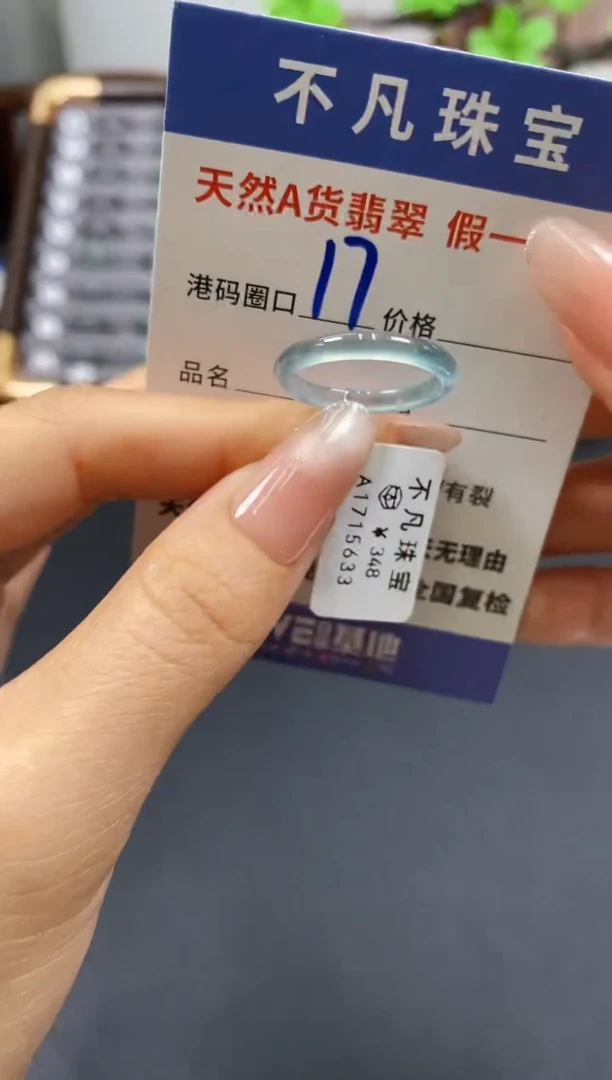 不凡珠宝
天然A货翡翠 假一
港码圈口 17 价格
品名
有裂
无理由
全国复检
不凡珠宝
348
A1715633